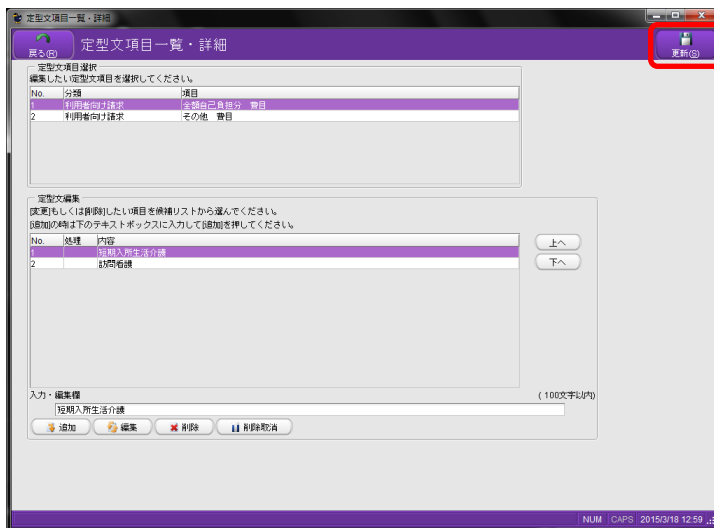 定型文項目一覧・詳細
戻る(R)
定型文項目一覧・詳細
更新(S)
定型文項目選択
編集したい定型文項目を選択してください。
No. 分類 項目
1 利用者向け請求 全額自己負担分 費目
2 利用者向け請求 その他 費目
定型文編集
[変更]もしくは[削除]したい項目を候補リストから選んでください。
[追加]の時は下のテキストボックスに入力して[追加]を押してください。
No. 処理 内容
1 短期入所生活介護
2 訪問看護
上へ
下へ
入力・編集欄 (100文字以内)
短期入所生活介護
追加 編集 削除 削除取消
NUM CAPS 2015/3/18 12:59